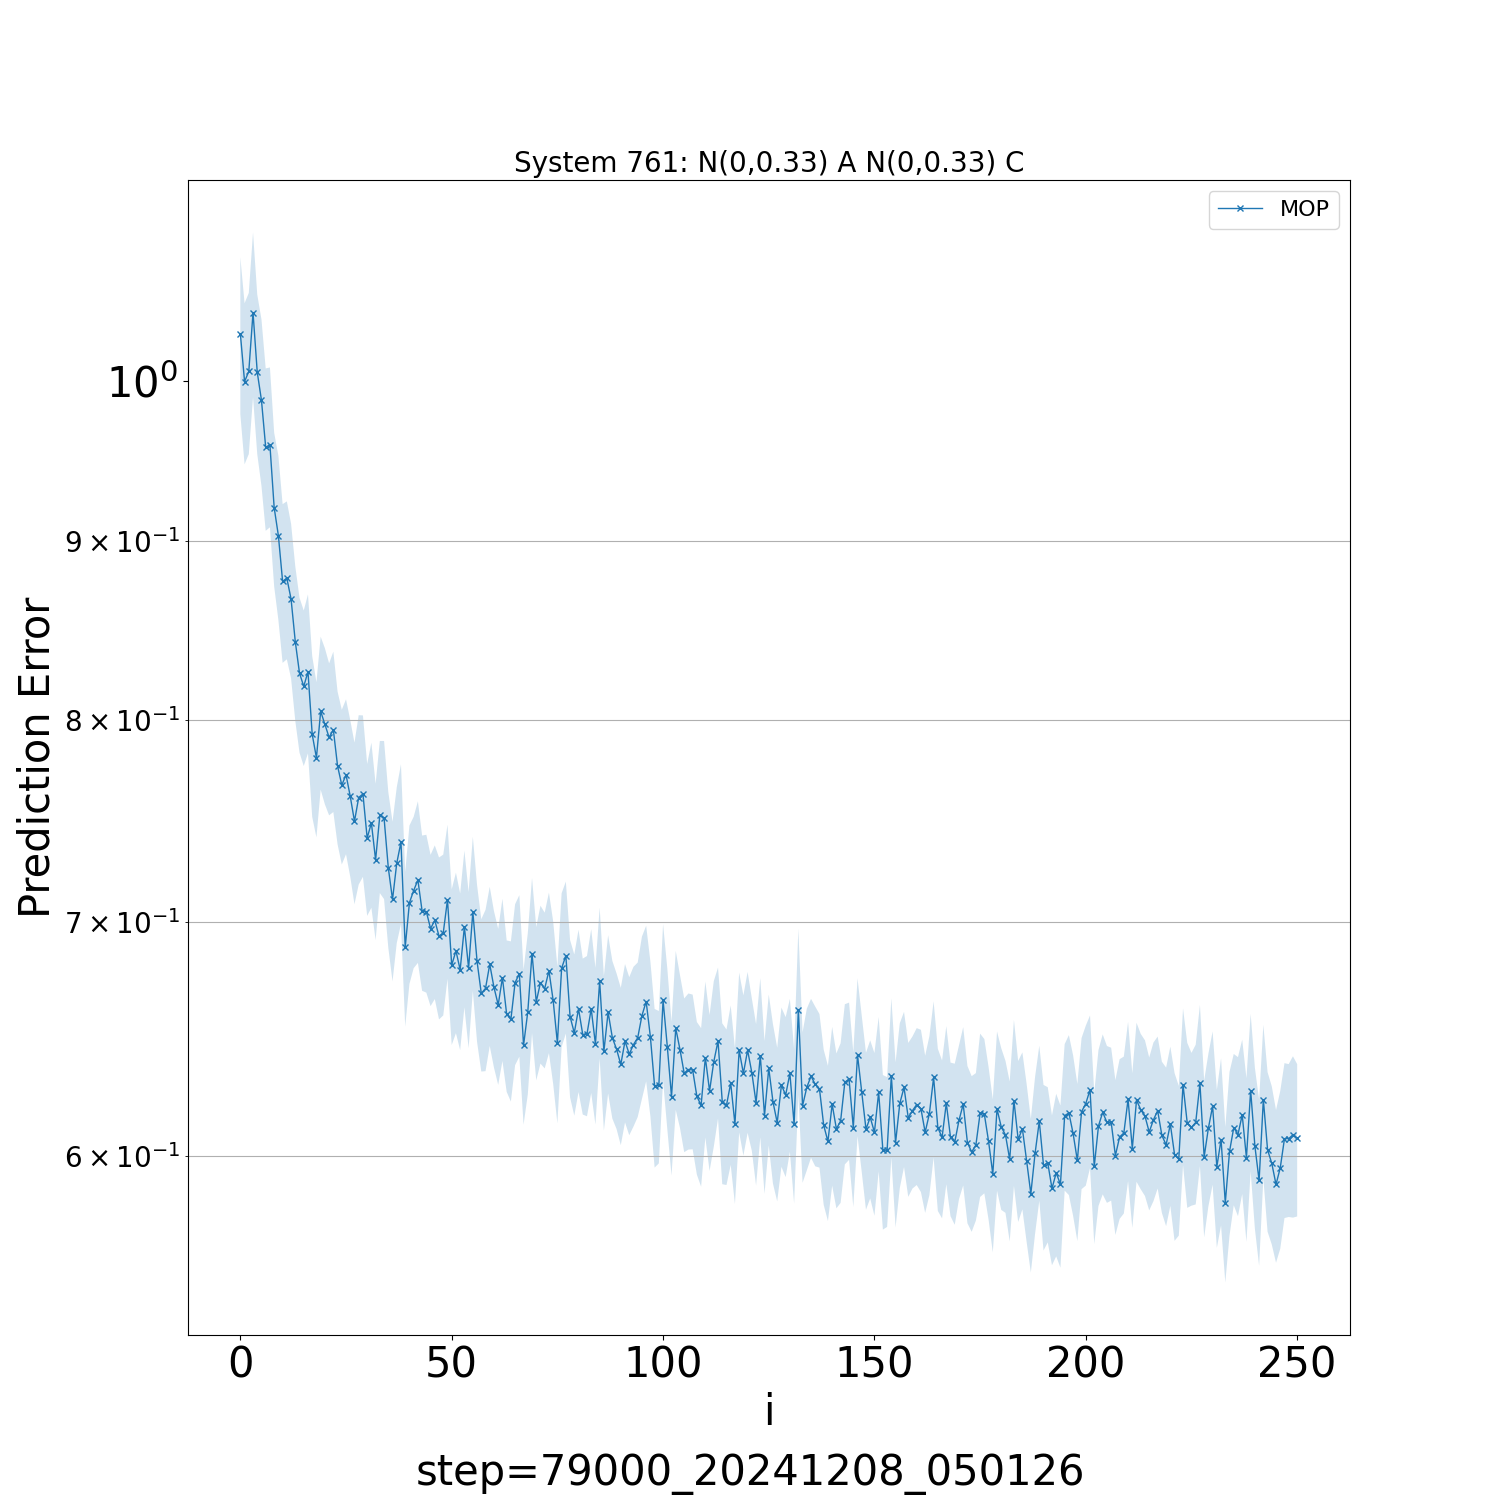 System 761: N(0,0.33) A N(0,0.33) C
MOP
10⁰
9 × 10⁻¹
8 × 10⁻¹
7 × 10⁻¹
6 × 10⁻¹
Prediction Error
0 50 100 150 200 250
i
step=79000_20241208_050126